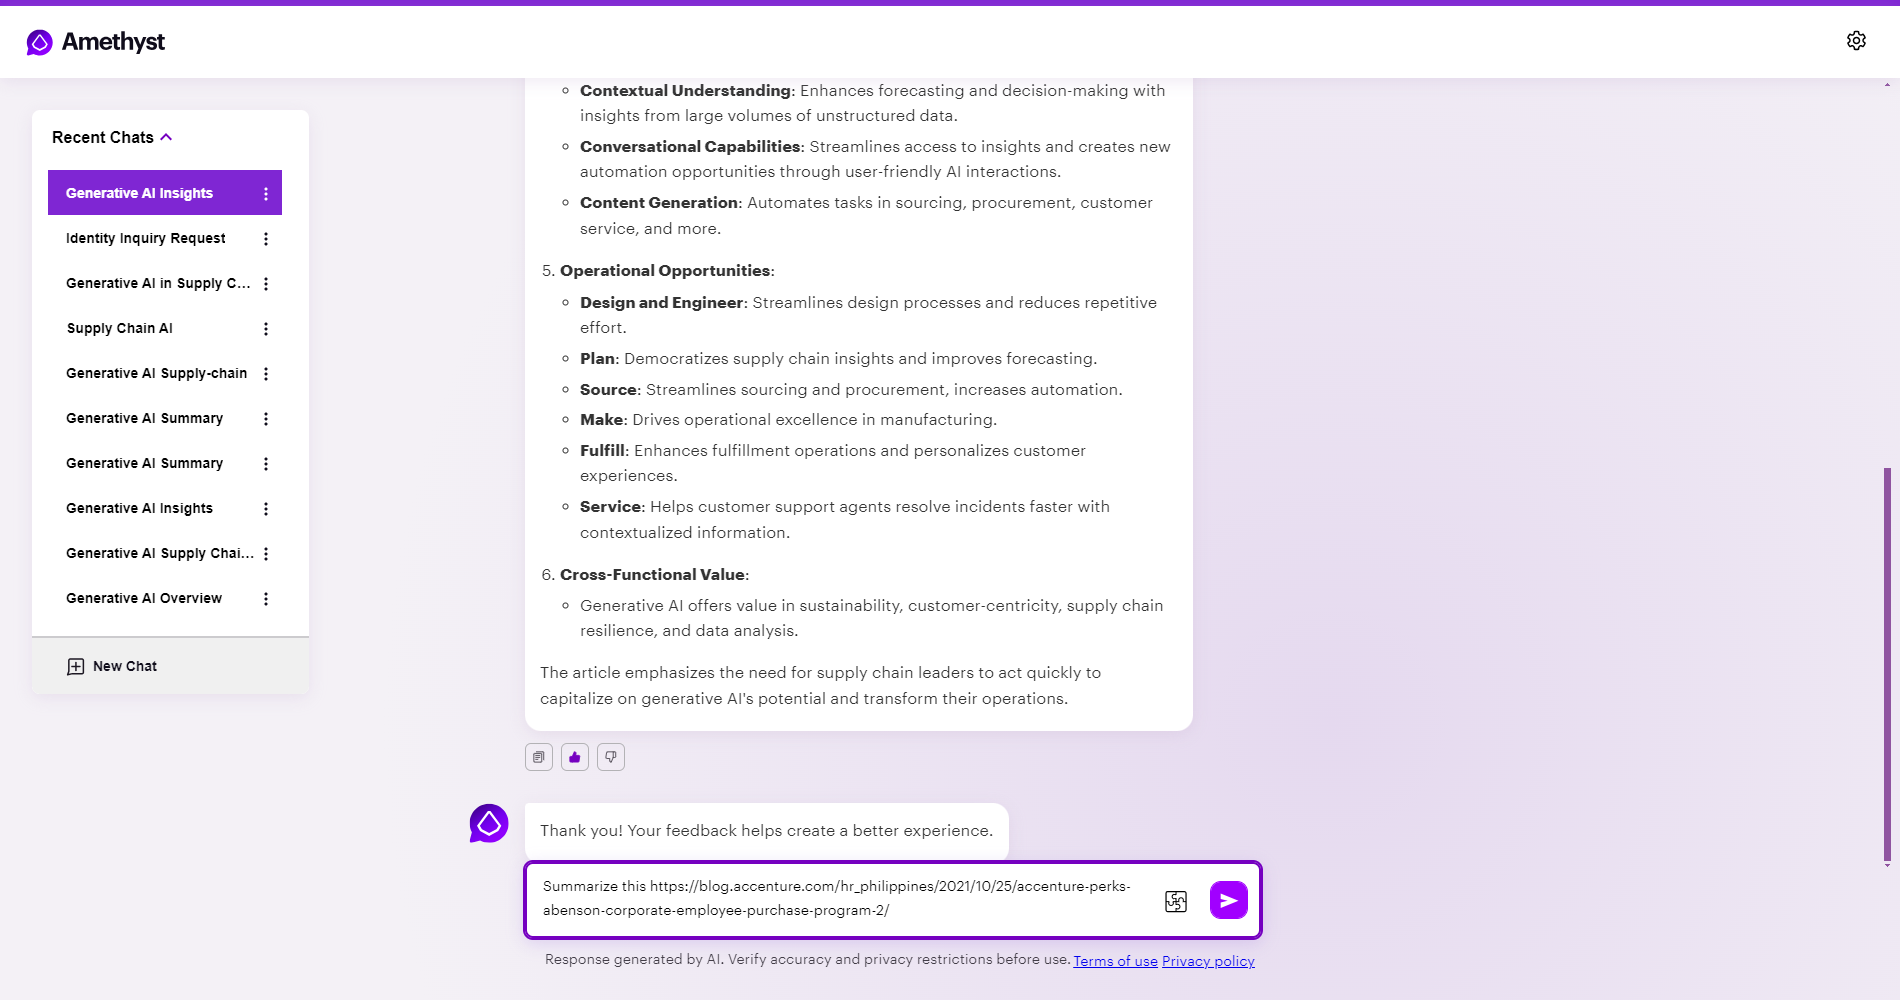 Amethyst
Recent Chats
Generative AI Insights
Identity Inquiry Request
Generative AI in Supply C...
Supply Chain AI
Generative AI Supply-chain
Generative AI Summary
Generative AI Summary
Generative AI Insights
Generative AI Supply Chai...
Generative AI Overview
New Chat
Contextual Understanding: Enhances forecasting and decision-making with
insights from large volumes of unstructured data.
Conversational Capabilities: Streamlines access to insights and creates new
automation opportunities through user-friendly AI interactions.
Content Generation: Automates tasks in sourcing, procurement, customer
service, and more.
5. Operational Opportunities:
Design and Engineer: Streamlines design processes and reduces repetitive
effort.
Plan: Democratizes supply chain insights and improves forecasting.
Source: Streamlines sourcing and procurement, increases automation.
Make: Drives operational excellence in manufacturing.
Fulfill: Enhances fulfillment operations and personalizes customer
experiences.
Service: Helps customer support agents resolve incidents faster with
contextualized information.
6. Cross-Functional Value:
Generative AI offers value in sustainability, customer-centricity, supply chain
resilience, and data analysis.
The article emphasizes the need for supply chain leaders to act quickly to
capitalize on generative AI's potential and transform their operations.
Thank you! Your feedback helps create a better experience.
Summarize this https://blog.accenture.com/hr_philippines/2021/10/25/accenture-perks-
abenson-corporate-employee-purchase-program-2/
Response generated by AI. Verify accuracy and privacy restrictions before use. Terms of use Privacy policy